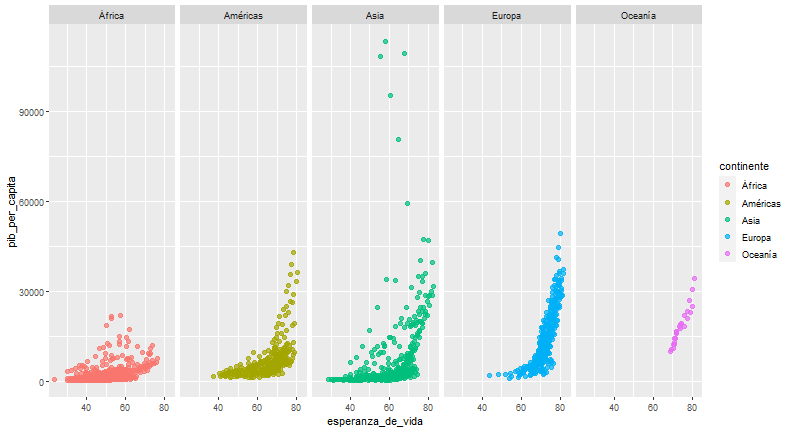 África Américas Asia Europa Oceanía
90000
60000
30000
0
pib_per_capita
40 60 80 40 60 80 40 60 80 40 60 80 40 60 80
esperanza_de_vida
continente
África
Américas
Asia
Europa
Oceanía